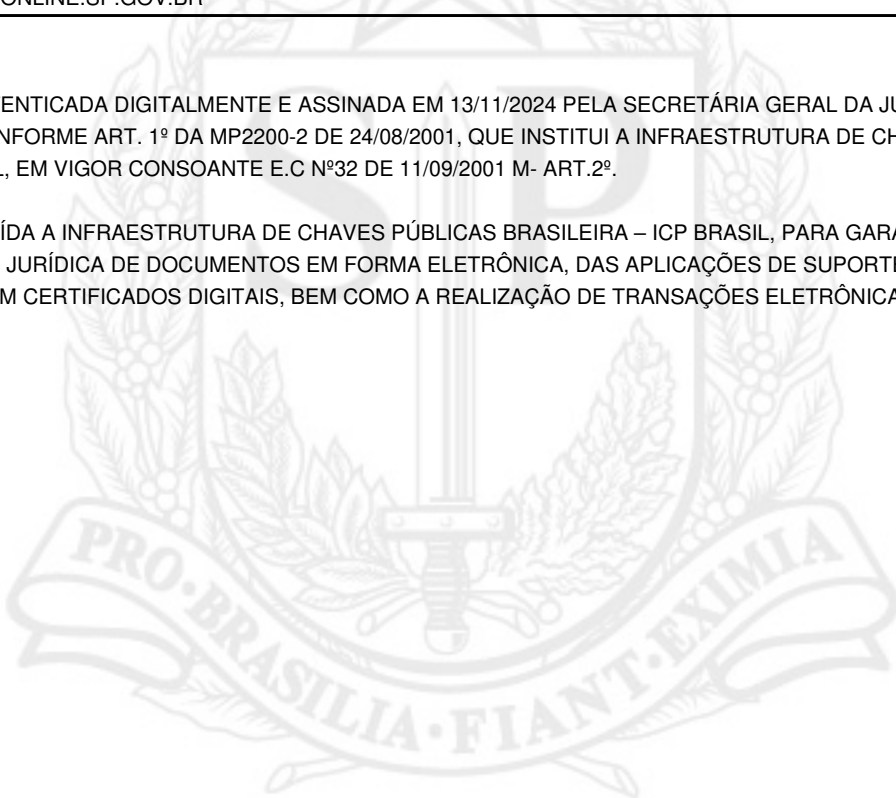 ONLINE.SP.GOV.BR
ENTICADA DIGITALMENTE E ASSINADA EM 13/11/2024 PELA SECRETÁRIA GERAL DA JU
NFORME ART. 1º DA MP2200-2 DE 24/08/2001, QUE INSTITUI A INFRAESTRUTURA DE CH
, EM VIGOR CONSOANTE E.C Nº32 DE 11/09/2001 M- ART.2º.
ÍDA A INFRAESTRUTURA DE CHAVES PÚBLICAS BRASILEIRA – ICP BRASIL, PARA GARA
JURÍDICA DE DOCUMENTOS EM FORMA ELETRÔNICA, DAS APLICAÇÕES DE SUPORTE
M CERTIFICADOS DIGITAIS, BEM COMO A REALIZAÇÃO DE TRANSAÇÕES ELETRÔNICA
SP
PRO·BRASILIA·FIANT·EXIMIA